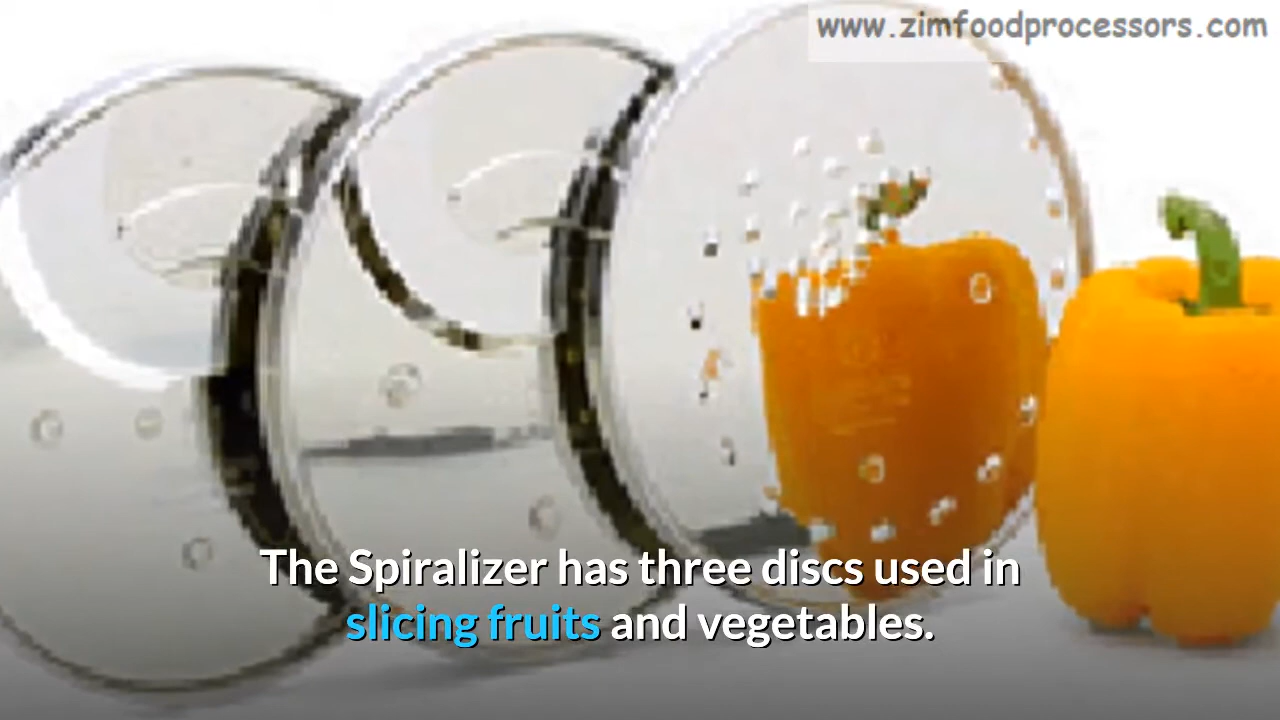 www.zimfoodprocessors.com
The Spiralizer has three discs used in
slicing fruits and vegetables.